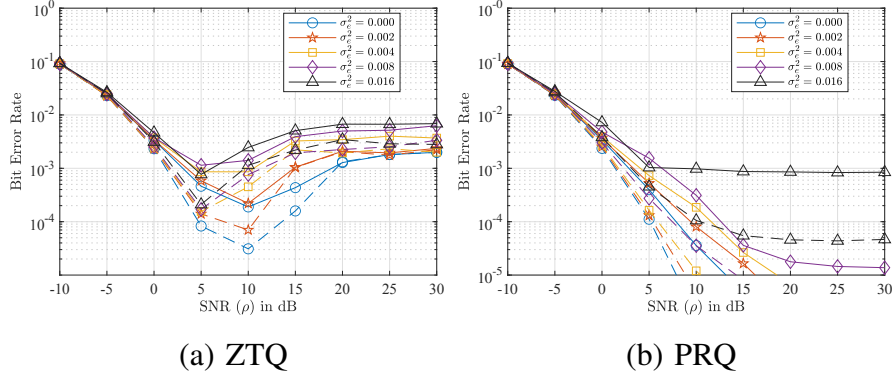 10^0
10^-1
10^-2
10^-3
10^-4
10^-5
Bit Error Rate
-10 -5 0 5 10 15 20 25 30
SNR (ρ) in dB
σ_e^2 = 0.000
σ_e^2 = 0.002
σ_e^2 = 0.004
σ_e^2 = 0.008
σ_e^2 = 0.016
(a) ZTQ
10^0
10^-1
10^-2
10^-3
10^-4
10^-5
Bit Error Rate
-10 -5 0 5 10 15 20 25 30
SNR (ρ) in dB
σ_e^2 = 0.000
σ_e^2 = 0.002
σ_e^2 = 0.004
σ_e^2 = 0.008
σ_e^2 = 0.016
(b) PRQ